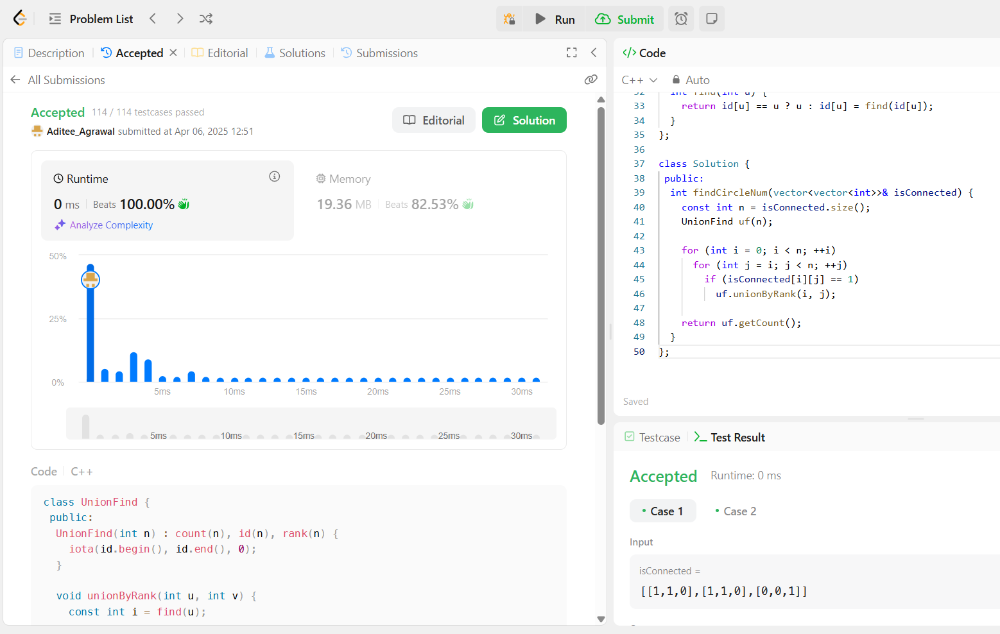 Problem List
Run
Submit
Description
Accepted
Editorial
Solutions
Submissions
All Submissions
Accepted 114 / 114 testcases passed
Aditee_Agrawal submitted at Apr 06, 2025 12:51
Editorial
Solution
Runtime
0 ms Beats 100.00%
Analyze Complexity
Memory
19.36 MB Beats 82.53%
50%
25%
0%
5ms 10ms 15ms 20ms 25ms 30ms
5ms 10ms 15ms 20ms 25ms 30ms
Code C++
class UnionFind {
public:
UnionFind(int n) : count(n), id(n), rank(n) {
iota(id.begin(), id.end(), 0);
}
void unionByRank(int u, int v) {
const int i = find(u);
Code
C++ Auto
32 int find(int u) {
33 return id[u] == u ? u : id[u] = find(id[u]);
34 }
35 };
36
37 class Solution {
38 public:
39 int findCircleNum(vector<vector<int>>& isConnected) {
40 const int n = isConnected.size();
41 UnionFind uf(n);
42
43 for (int i = 0; i < n; ++i)
44 for (int j = i; j < n; ++j)
45 if (isConnected[i][j] == 1)
46 uf.unionByRank(i, j);
47
48 return uf.getCount();
49 }
50 };
Saved
Testcase
Test Result
Accepted Runtime: 0 ms
Case 1
Case 2
Input
isConnected =
[[1,1,0],[1,1,0],[0,0,1]]